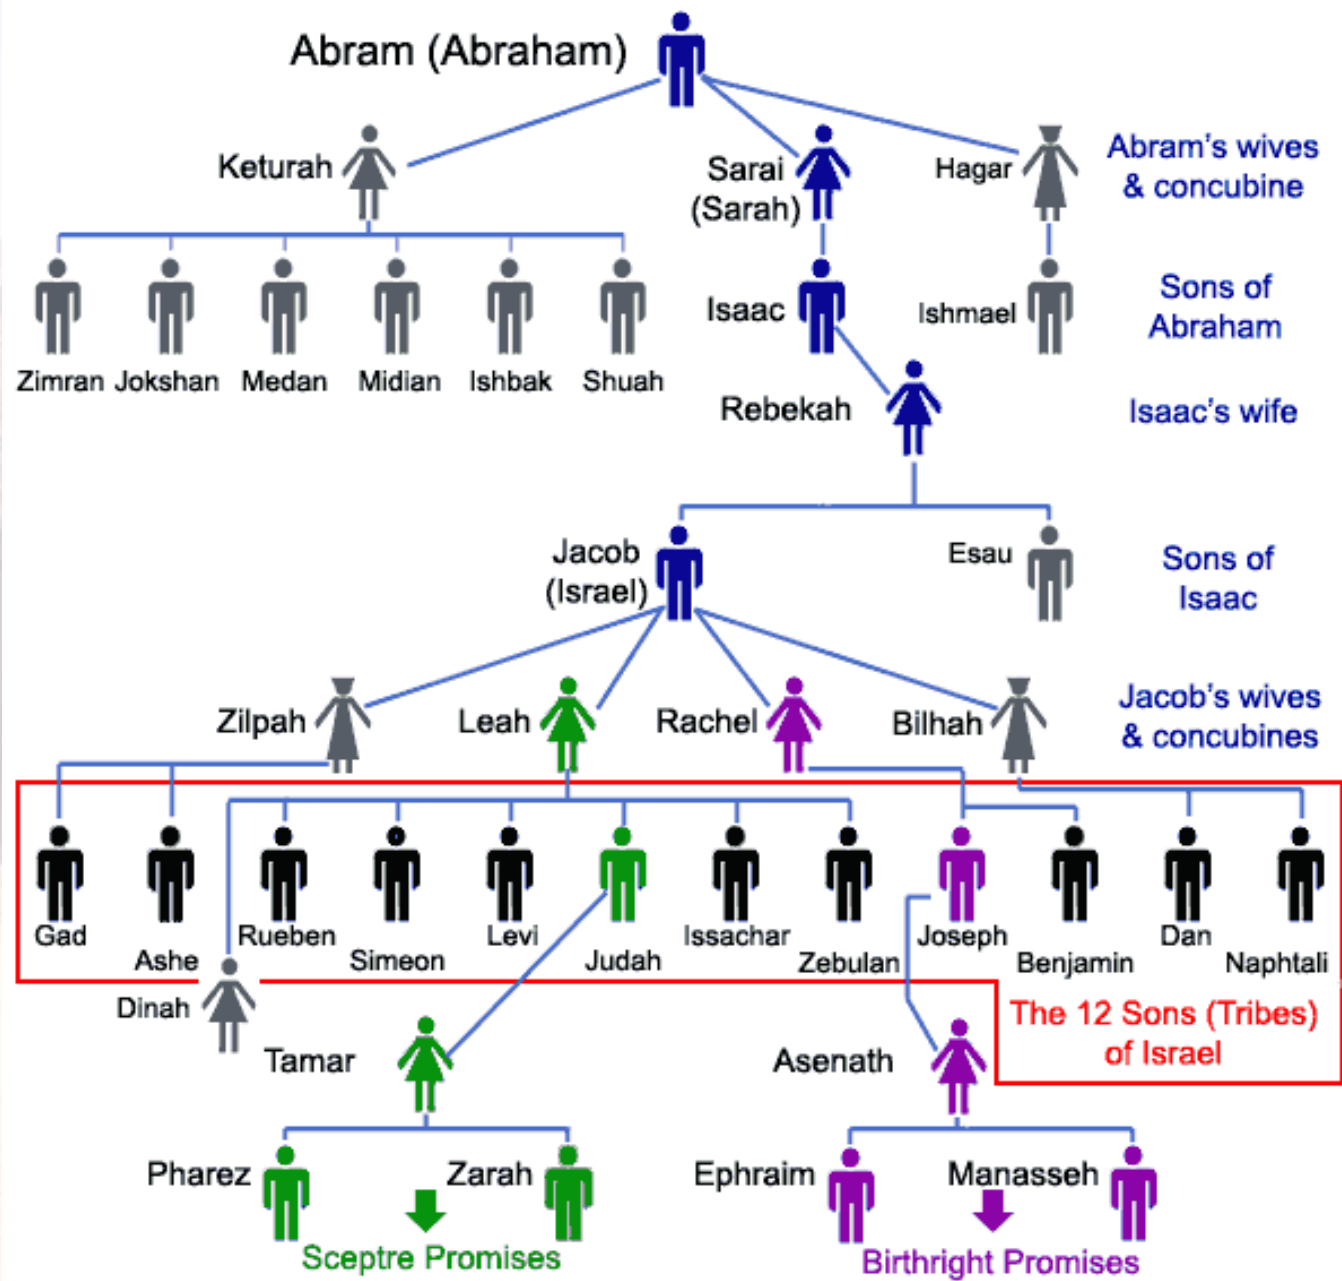 Abram (Abraham)
Keturah
Sarai
(Sarah)
Hagar
Abram's wives
& concubine
Zimran
Jokshan
Medan
Midian
Ishbak
Shuah
Isaac
Ishmael
Sons of
Abraham
Rebekah
Isaac's wife
Jacob
(Israel)
Esau
Sons of
Isaac
Zilpah
Leah
Rachel
Bilhah
Jacob's wives
& concubines
Gad
Ashe
Rueben
Simeon
Levi
Judah
Issachar
Zebulan
Joseph
Benjamin
Dan
Naphtali
Dinah
The 12 Sons (Tribes)
of Israel
Tamar
Asenath
Pharez
Zarah
Ephraim
Manasseh
Sceptre Promises
Birthright Promises